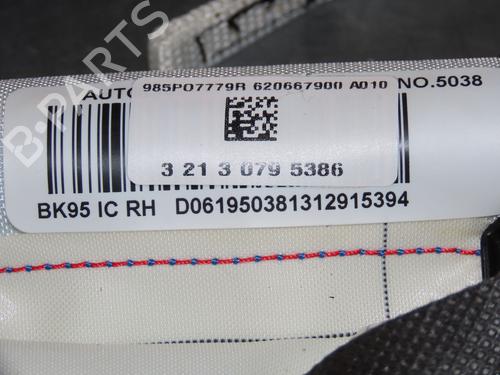 985P07779R 620667900 A010
AUTO NO.5038
3 21 3 079 5386
BK95 IC RH D061950381312915394
B-PARTS